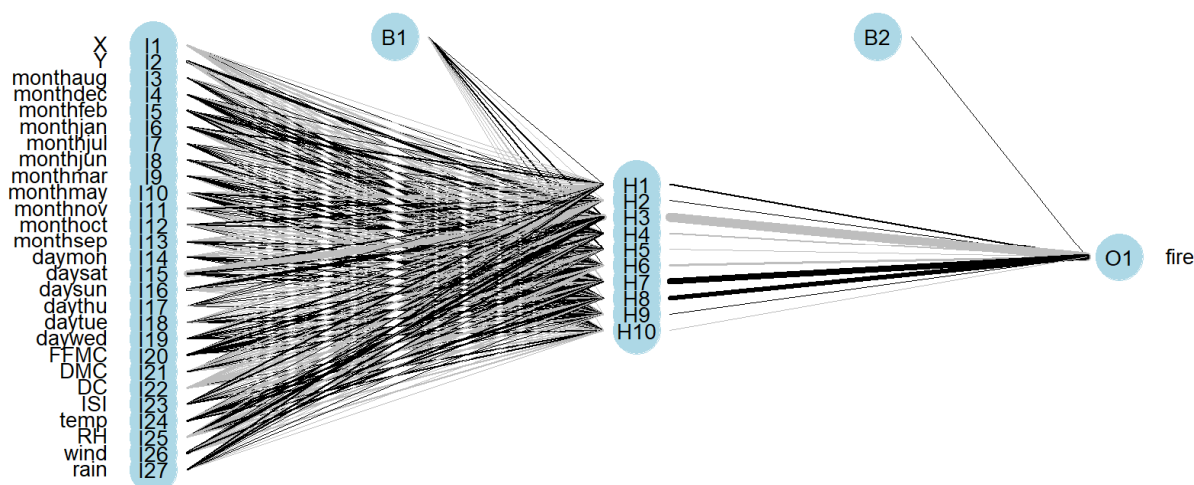 X I1
Y I2
monthaug I3
monthdec I4
monthfeb I5
monthjan I6
monthjul I7
monthjun I8
monthmar I9
monthmay I10
monthnov I11
monthoct I12
monthsep I13
daymon I14
daysat I15
daysun I16
daythu I17
daytue I18
daywed I19
FFMC I20
DMC I21
DC I22
ISI I23
temp I24
RH I25
wind I26
rain I27
B1
H1
H2
H3
H4
H5
H6
H7
H8
H9
H10
B2
O1 fire